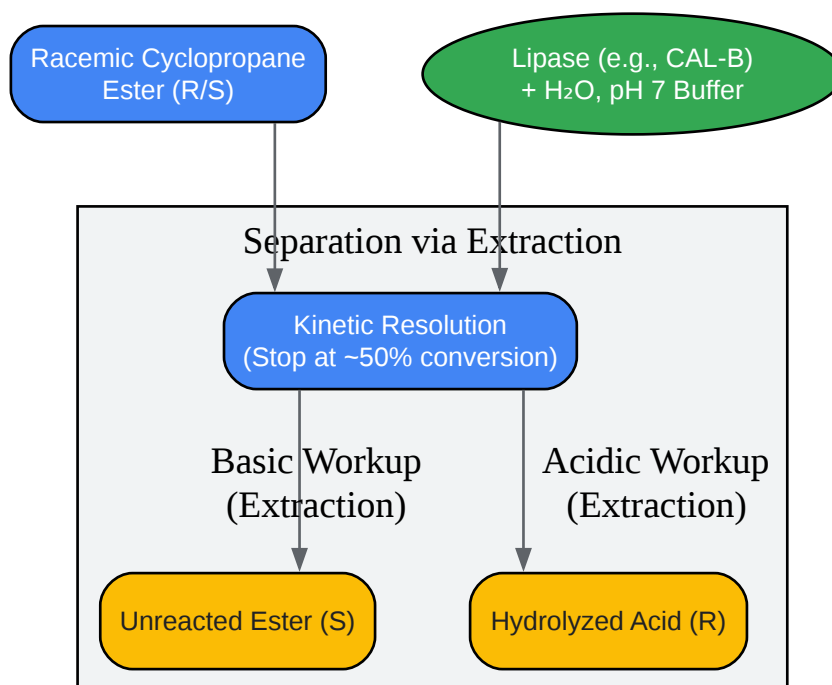 Racemic Cyclopropane
Ester (R/S)
Lipase (e.g., CAL-B)
+ H₂O, pH 7 Buffer
Separation via Extraction
Kinetic Resolution
(Stop at ~50% conversion)
Basic Workup
(Extraction)
Acidic Workup
(Extraction)
Unreacted Ester (S)
Hydrolyzed Acid (R)